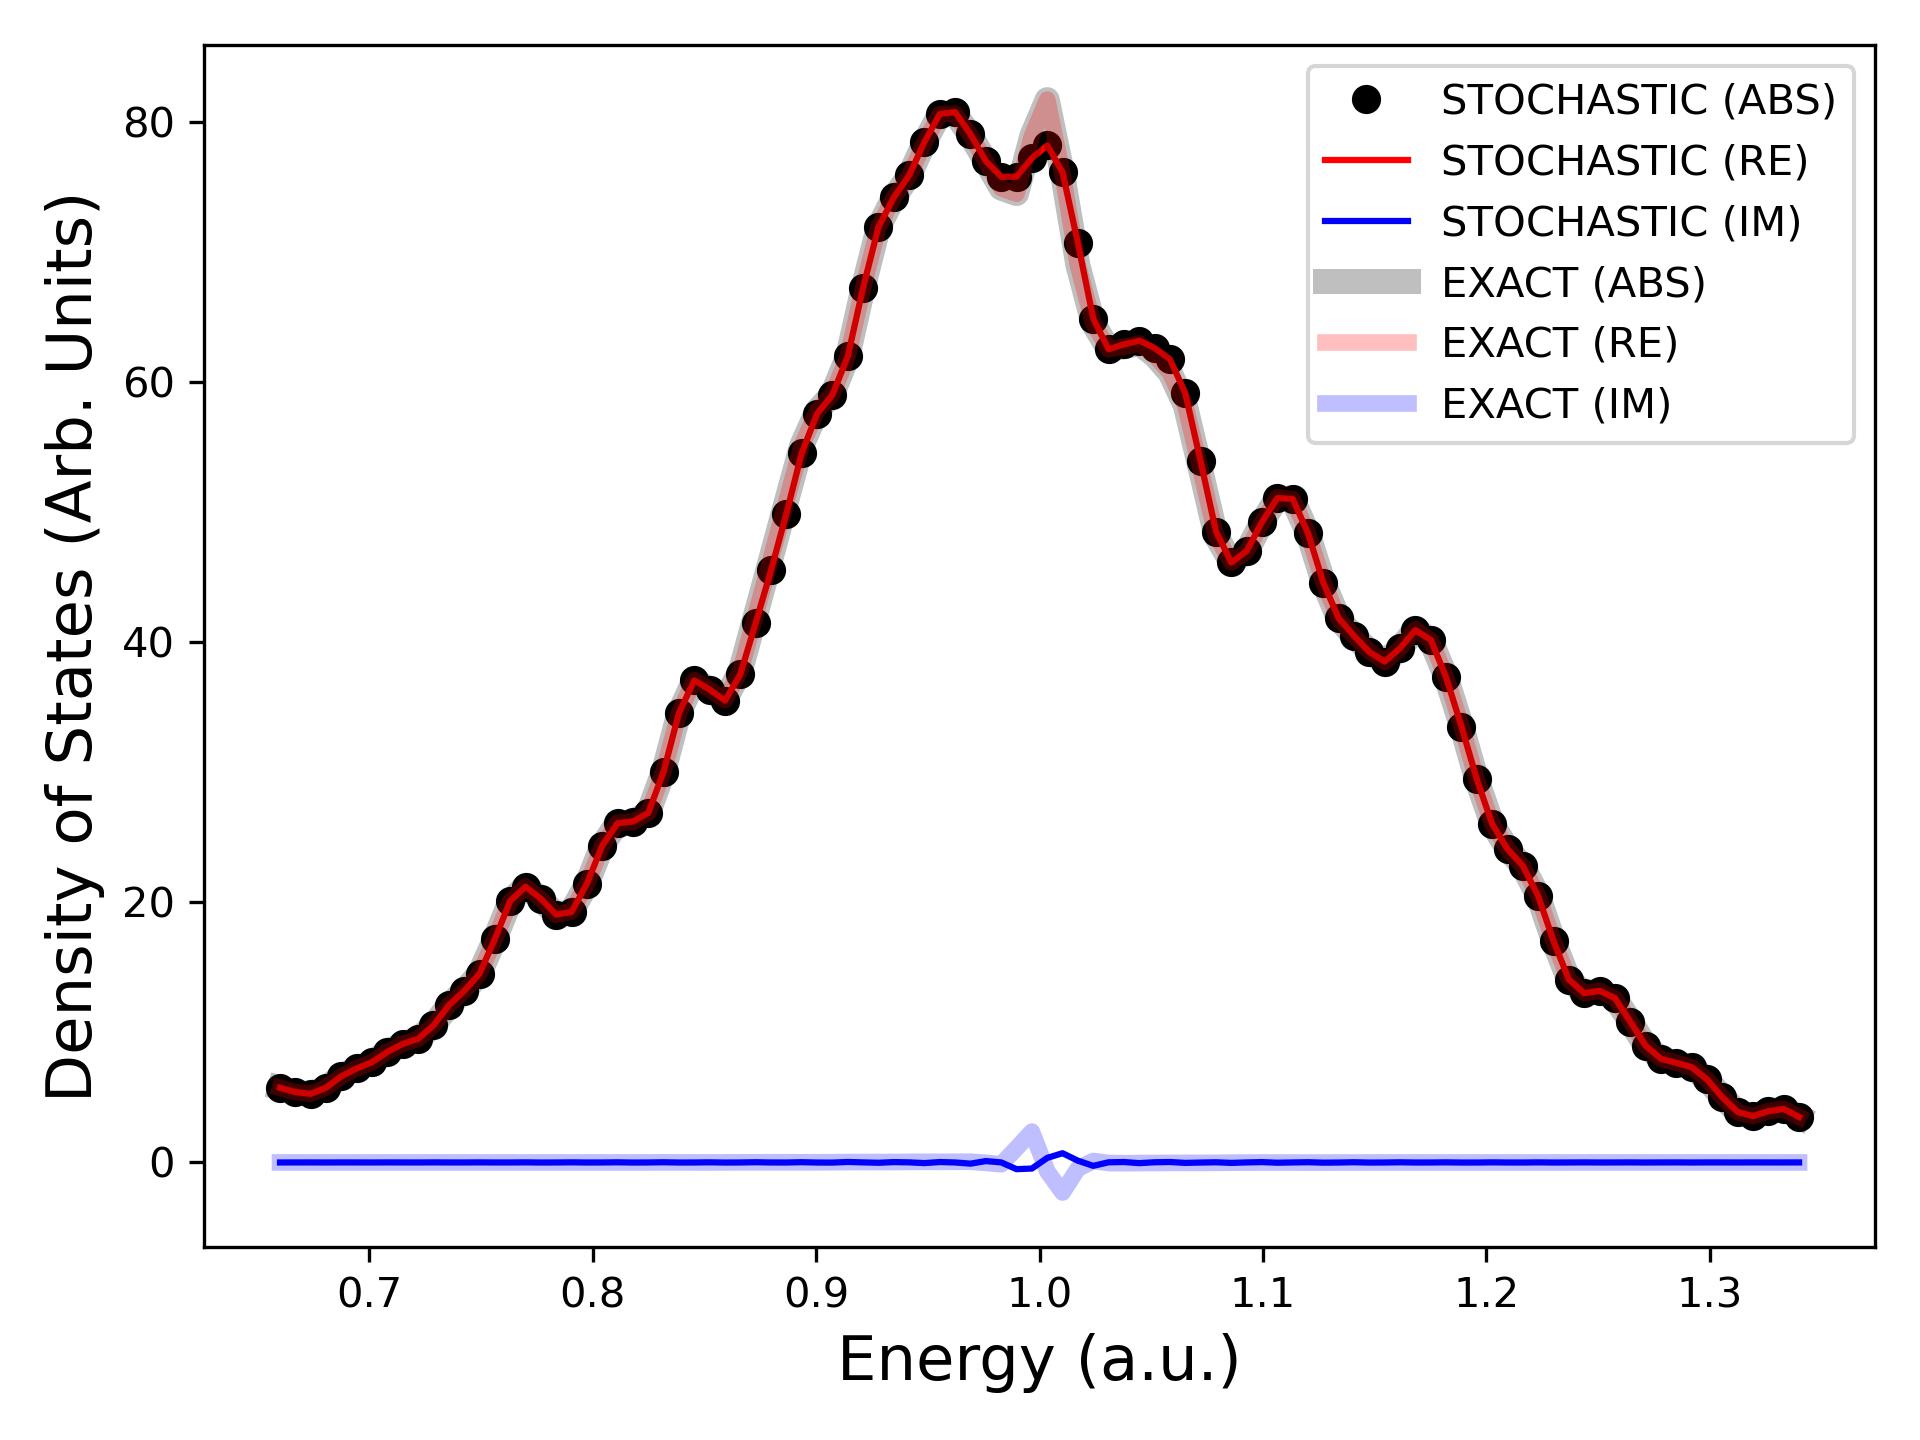 STOCHASTIC (ABS)
STOCHASTIC (RE)
STOCHASTIC (IM)
EXACT (ABS)
EXACT (RE)
EXACT (IM)
Density of States (Arb. Units)
80
60
40
20
0
0.7 0.8 0.9 1.0 1.1 1.2 1.3
Energy (a.u.)